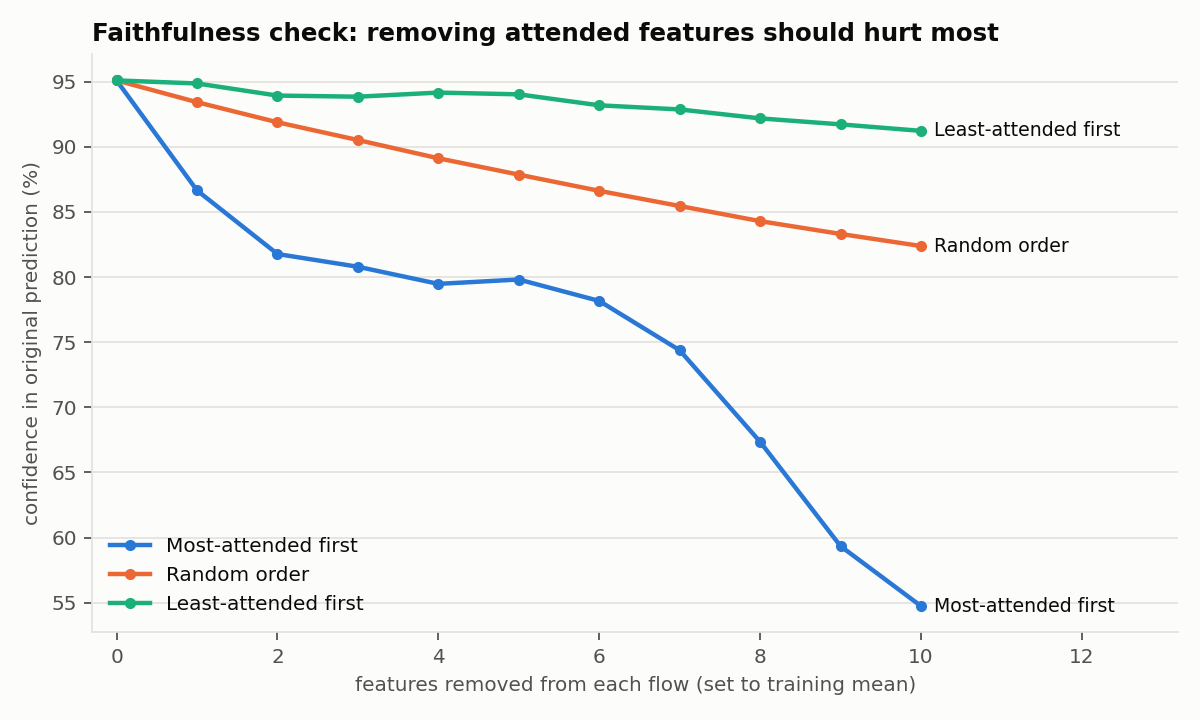 Faithfulness check: removing attended features should hurt most
confidence in original prediction (%)
95
90
85
80
75
70
65
60
55
Least-attended first
Random order
Most-attended first
Most-attended first
Random order
Least-attended first
0 2 4 6 8 10 12
features removed from each flow (set to training mean)